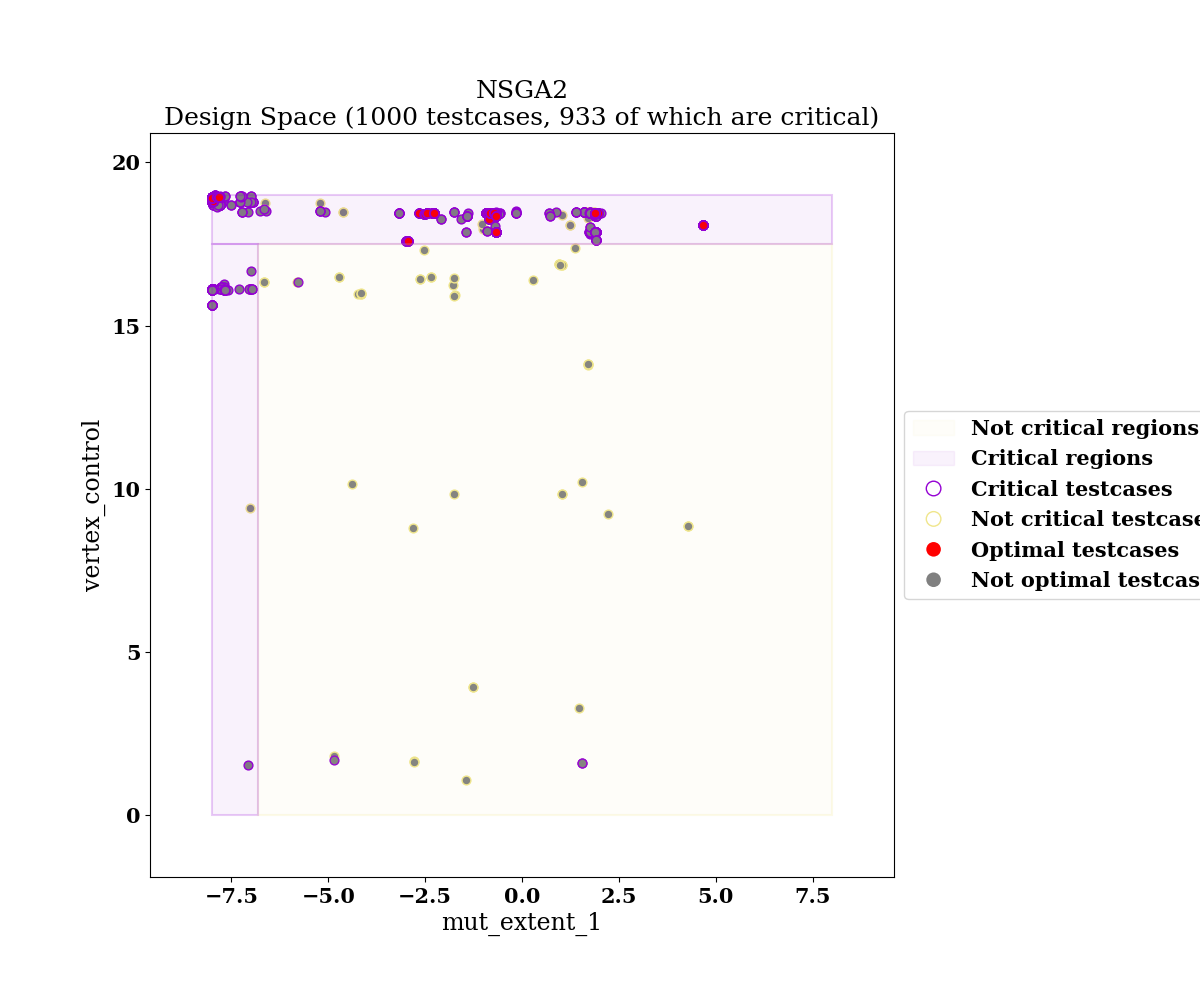 NSGA2
Design Space (1000 testcases, 933 of which are critical)
20
15
10
5
0
vertex_control
−7.5 −5.0 −2.5 0.0 2.5 5.0 7.5
mut_extent_1
Not critical regions
Critical regions
Critical testcases
Not critical testcase
Optimal testcases
Not optimal testcas